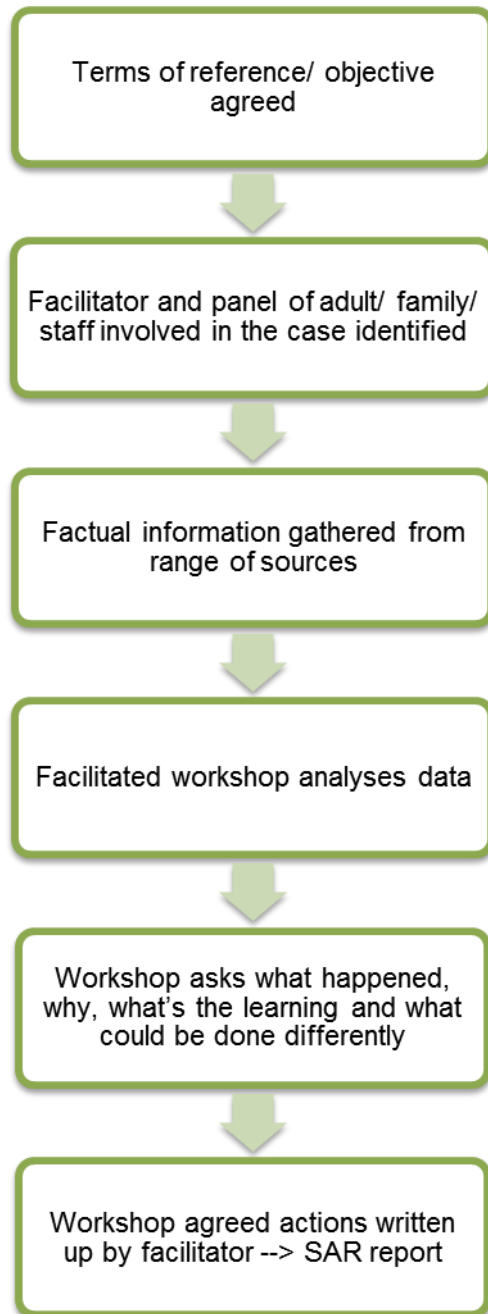 Terms of reference/ objective
agreed
Facilitator and panel of adult/ family/
staff involved in the case identified
Factual information gathered from
range of sources
Facilitated workshop analyses data
Workshop asks what happened,
why, what's the learning and what
could be done differently
Workshop agreed actions written
up by facilitator --> SAR report